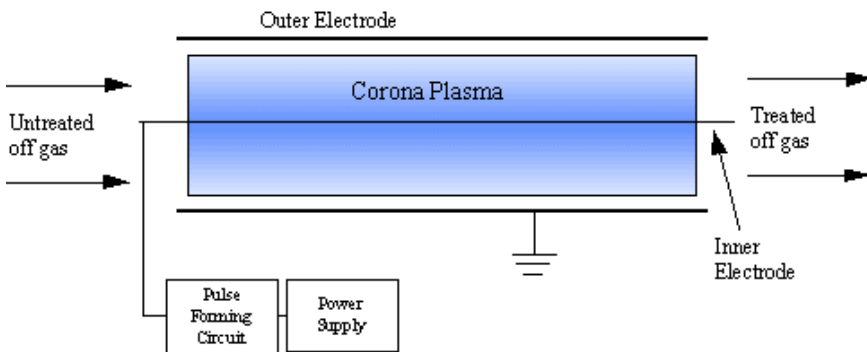 Outer Electrode
Corona Plasma
Untreated
off gas
Treated
off gas
Inner
Electrode
Pulse
Forming
Circuit
Power
Supply